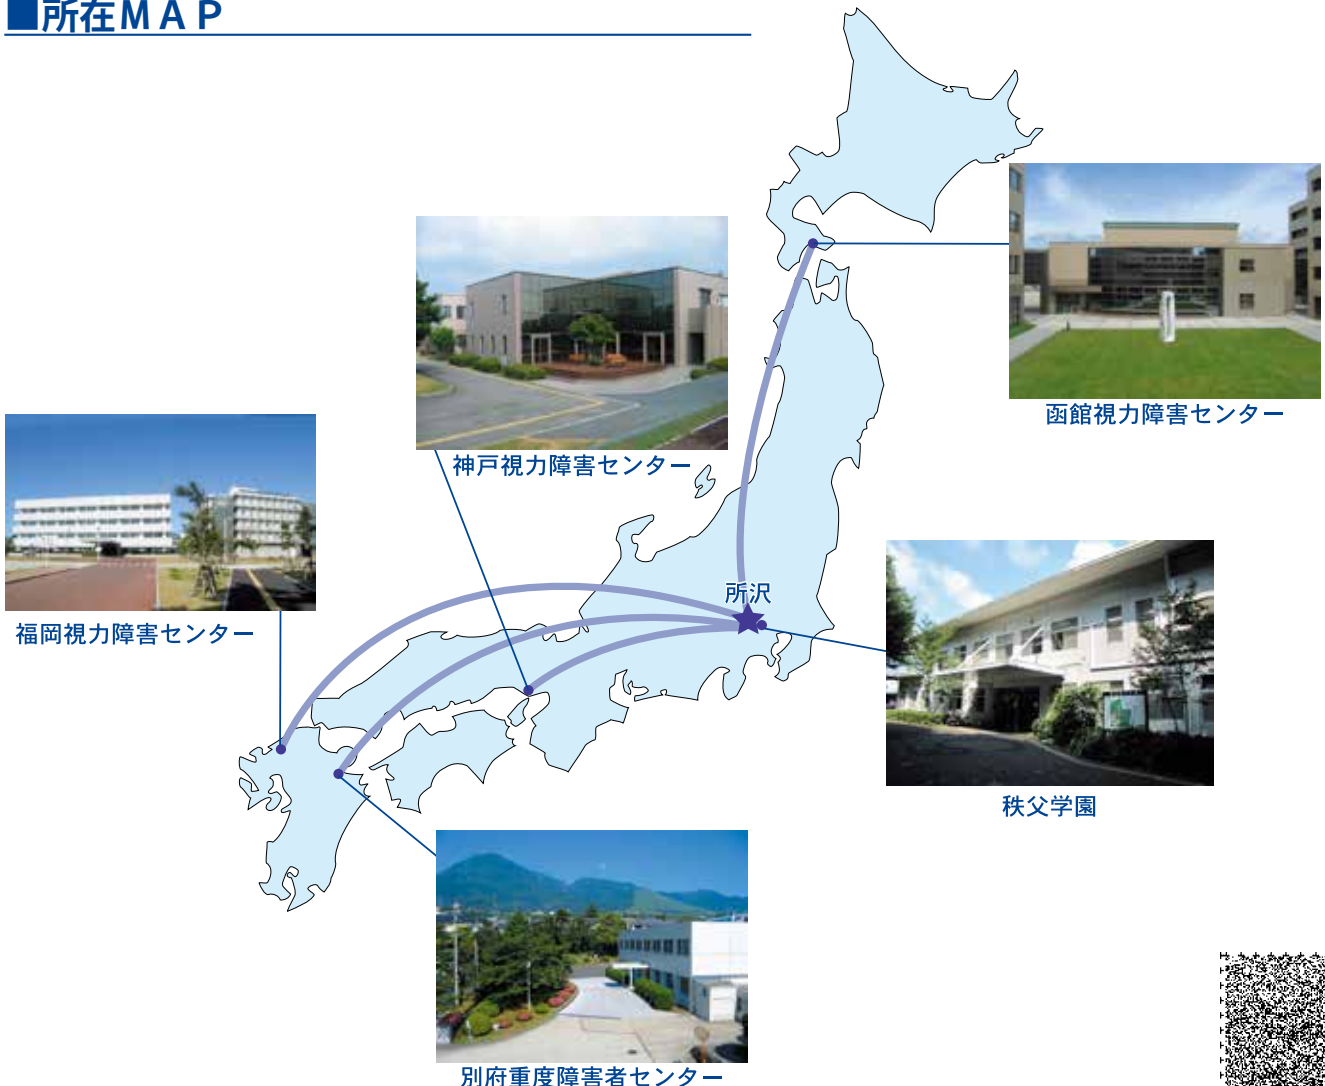 ■所在ＭＡＰ
函館視力障害センター
神戸視力障害センター
所沢
福岡視力障害センター
秩父学園
別府重度障害者センター